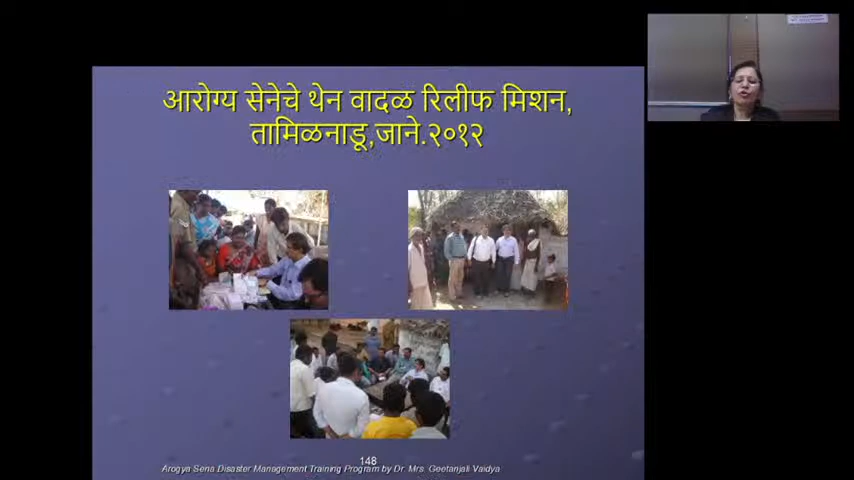 आरोग्य सेनेचे थेन वादळ रिलीफ मिशन,
तामिळनाडू,जाने.२०१२
148
Arogya Sena Disaster Management Training Program by Dr. Mrs. Geetanjali Vaidya